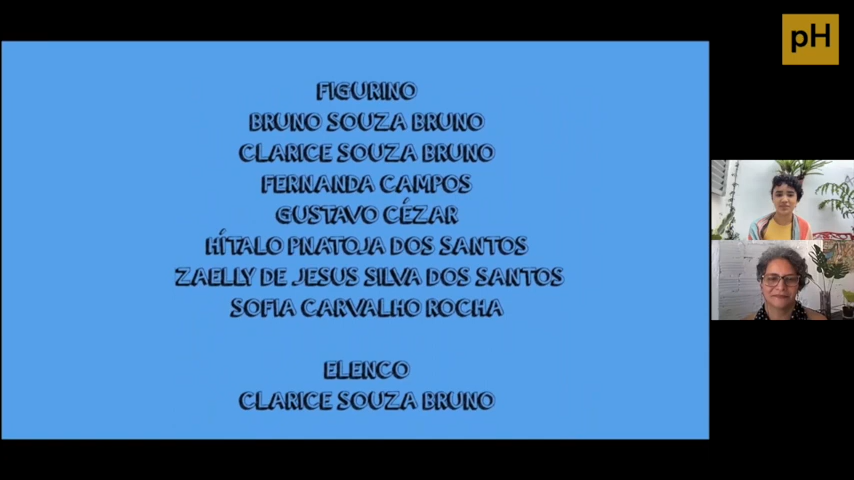 pH
FIGURINO
BRUNO SOUZA BRUNO
CLARICE SOUZA BRUNO
FERNANDA CAMPOS
GUSTAVO CÉZAR
HÍTALO PNATOJA DOS SANTOS
ZAELLY DE JESUS SILVA DOS SANTOS
SOFIA CARVALHO ROCHA
ELENCO
CLARICE SOUZA BRUNO